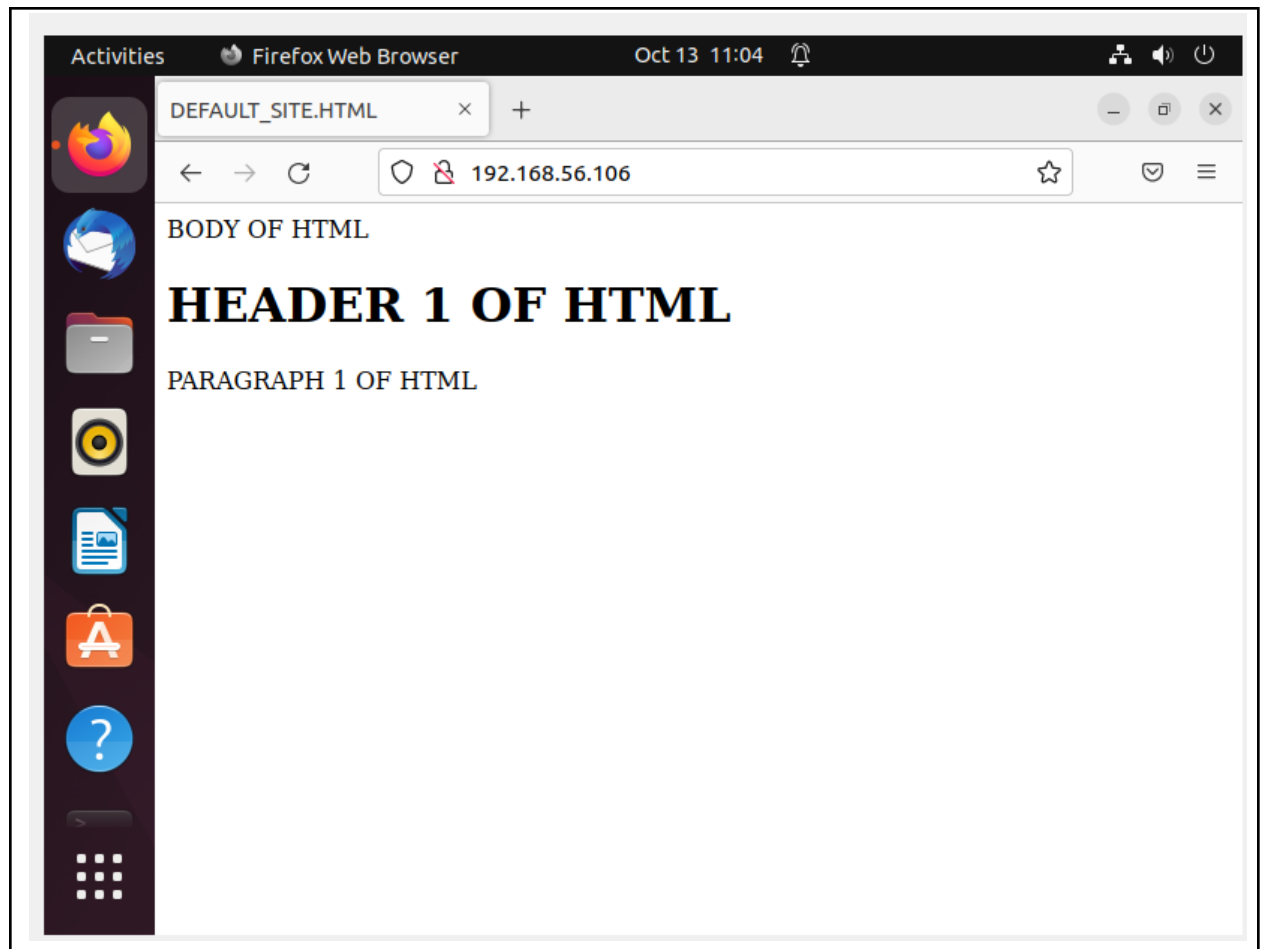 Activities Firefox Web Browser Oct 13 11:04
DEFAULT_SITE.HTML
192.168.56.106
BODY OF HTML
HEADER 1 OF HTML
PARAGRAPH 1 OF HTML